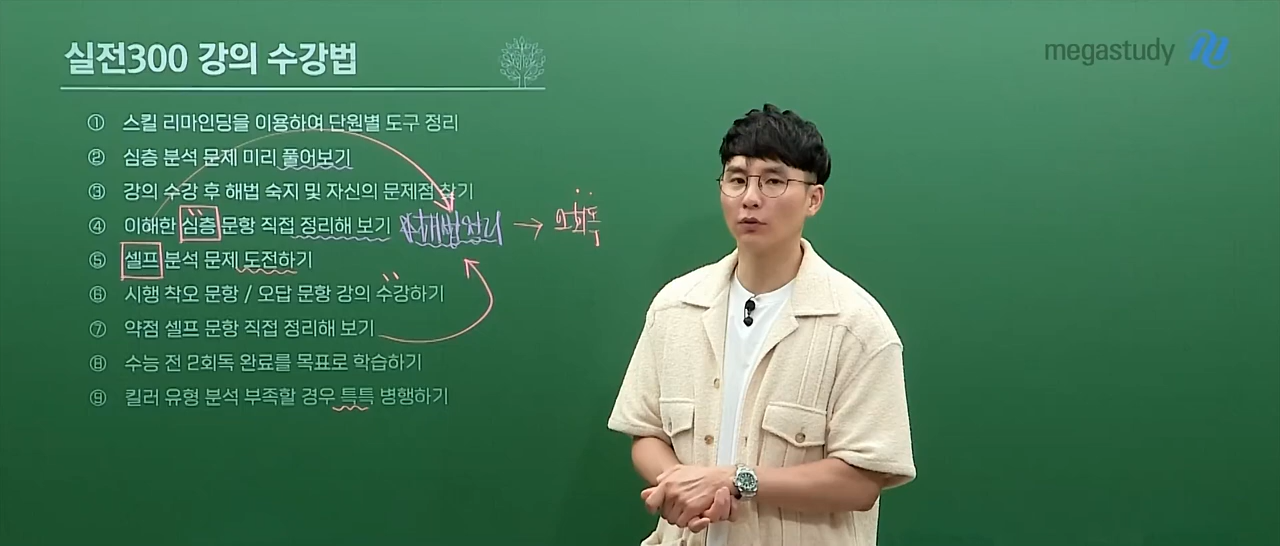 실전300 강의 수강법
megastudy M
① 스킬 리마인딩을 이용하여 단원별 도구 정리
② 심층 분석 문제 미리 풀어보기
③ 강의 수강 후 해법 숙지 및 자신의 문제점 찾기
④ 이해한 심층 문항 직접 정리해 보기 → n회독
⑤ 셀프 분석 문제 도전하기
⑥ 시행 착오 문항 / 오답 문항 강의 수강하기
⑦ 약점 셀프 문항 직접 정리해 보기
⑧ 수능 전 2회독 완료를 목표로 학습하기
⑨ 킬러 유형 분석 부족할 경우 특특 병행하기